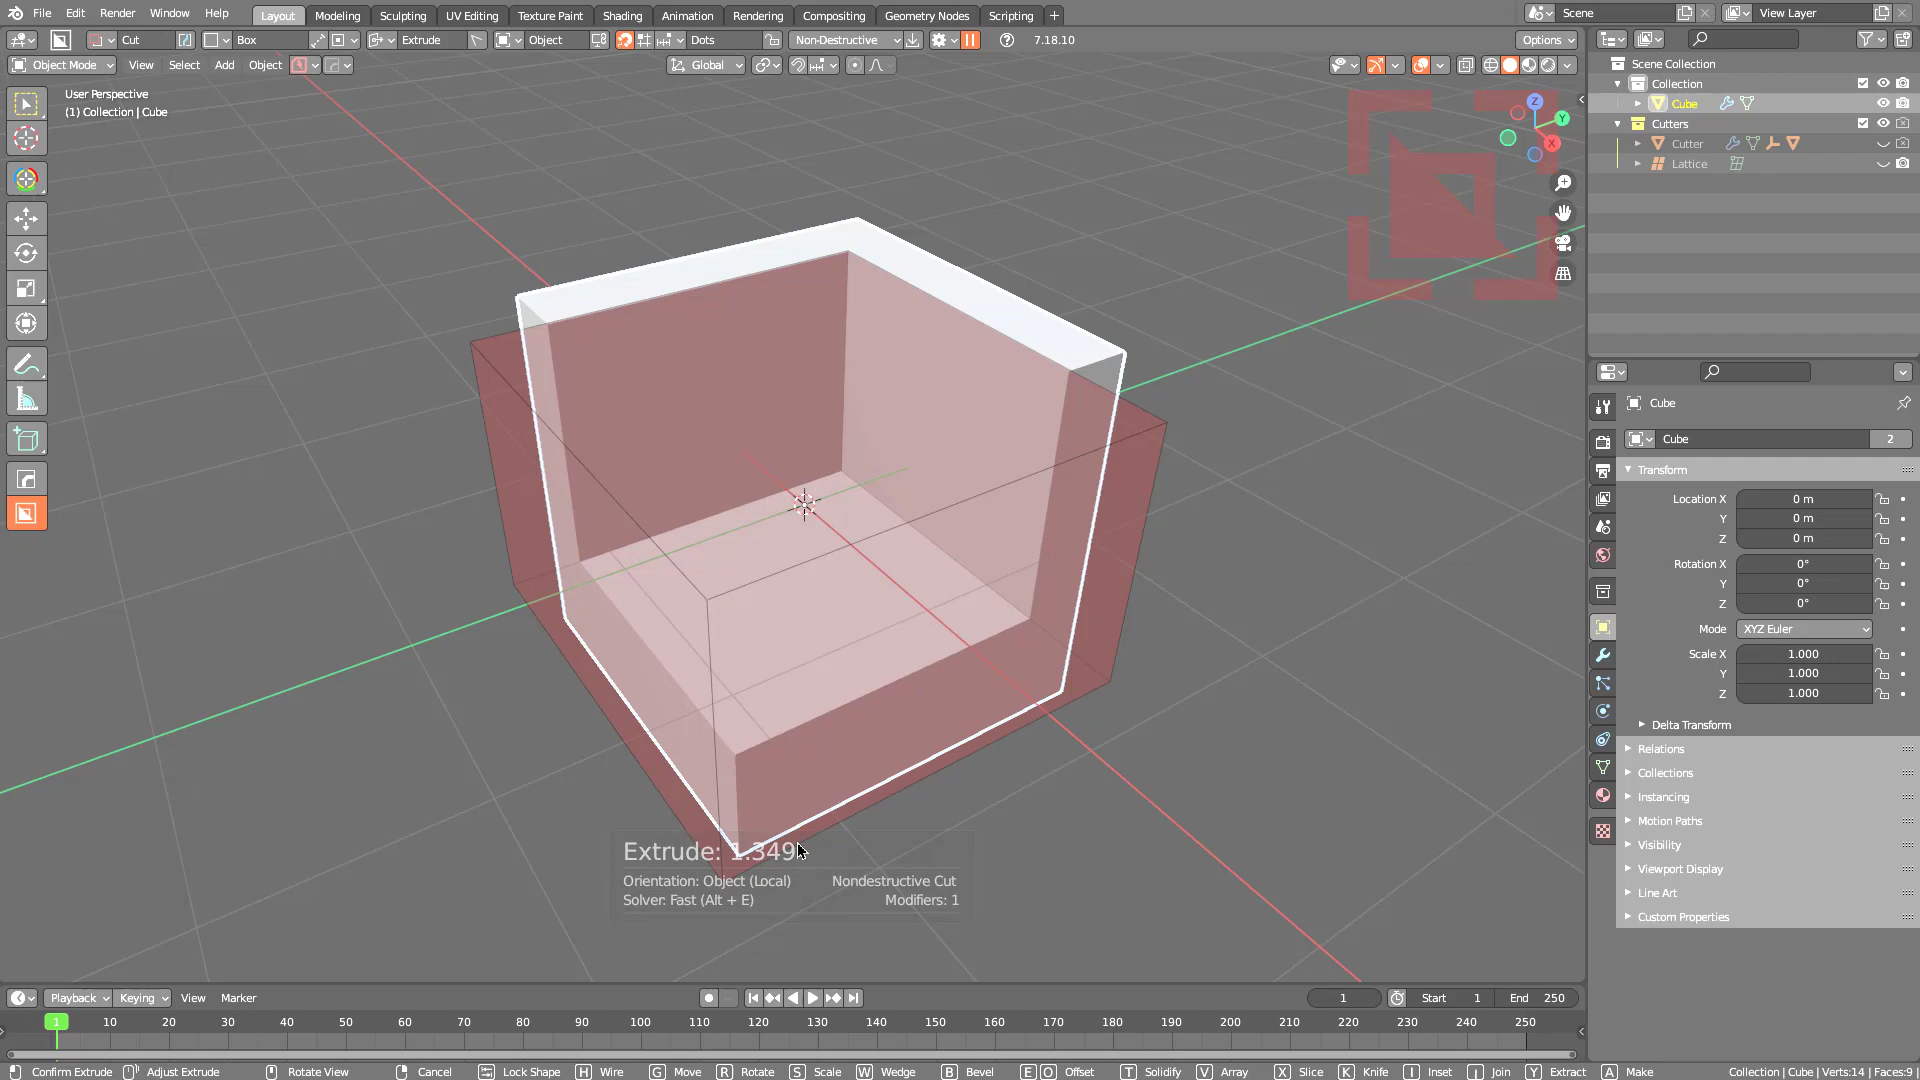 File Edit Render Window Help Layout Modeling Sculpting UV Editing Texture Paint Shading Animation Rendering Compositing Geometry Nodes Scripting + Scene View Layer
Cut Box Extrude Object Dots Non-Destructive 7.18.10 Options
Object Mode View Select Add Object Global
User Perspective
(1) Collection | Cube
Z
Y
X
Scene Collection
Collection
Cube
Cutters
Cutter
Lattice
Cube
Cube 2
Transform
Location X 0 m
Y 0 m
Z 0 m
Rotation X 0°
Y 0°
Z 0°
Mode XYZ Euler
Scale X 1.000
Y 1.000
Z 1.000
Delta Transform
Relations
Collections
Instancing
Motion Paths
Visibility
Viewport Display
Line Art
Custom Properties
Extrude: 1.349
Orientation: Object (Local) Nondestructive Cut
Solver: Fast (Alt + E) Modifiers: 1
Playback Keying View Marker 1 Start 1 End 250
1 10 20 30 40 50 60 70 80 90 100 110 120 130 140 150 160 170 180 190 200 210 220 230 240 250
Confirm Extrude Adjust Extrude Rotate View Cancel Lock Shape H Wire G Move R Rotate S Scale W Wedge B Bevel E O Offset T Solidify V Array X Slice K Knife I Inset J Join Y Extract A Make Collection | Cube | Verts:14 | Faces:9